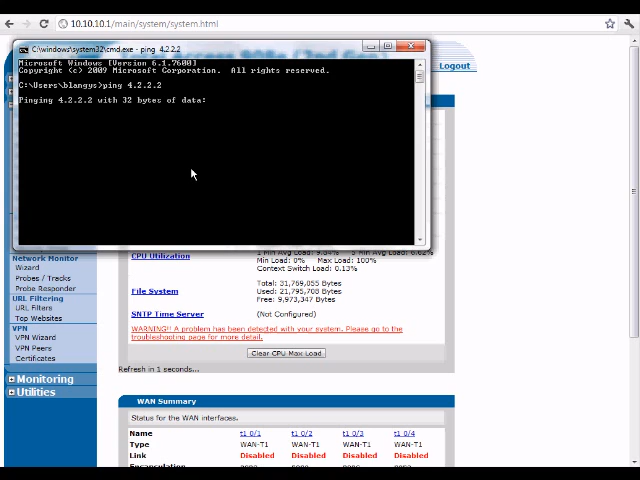 10.10.10.1/main/system/system.html
C:\windows\system32\cmd.exe - ping 4.2.2.2
Microsoft Windows [Version 6.1.7600]
Copyright (c) 2009 Microsoft Corporation. All rights reserved.
C:\Users\blangys>ping 4.2.2.2
Pinging 4.2.2.2 with 32 bytes of data:
Logout
Network Monitor
Wizard
Probes / Tracks
Probe Responder
URL Filtering
URL Filters
Top Websites
VPN
VPN Wizard
VPN Peers
Certificates
Monitoring
Utilities
CPU Utilization
Min Load: 0% Max Load: 100%
Context Switch Load: 0.13%
File System
Total: 31,769,055 Bytes
Used: 21,795,708 Bytes
Free: 9,973,347 Bytes
SNTP Time Server (Not Configured)
WARNING!! A problem has been detected with your system. Please go to the
troubleshooting page for more detail.
Clear CPU Max Load
Refresh in 1 seconds...
WAN Summary
Status for the WAN interfaces.
Name t1 0/1 t1 0/2 t1 0/3 t1 0/4
Type WAN-T1 WAN-T1 WAN-T1 WAN-T1
Link Disabled Disabled Disabled Disabled